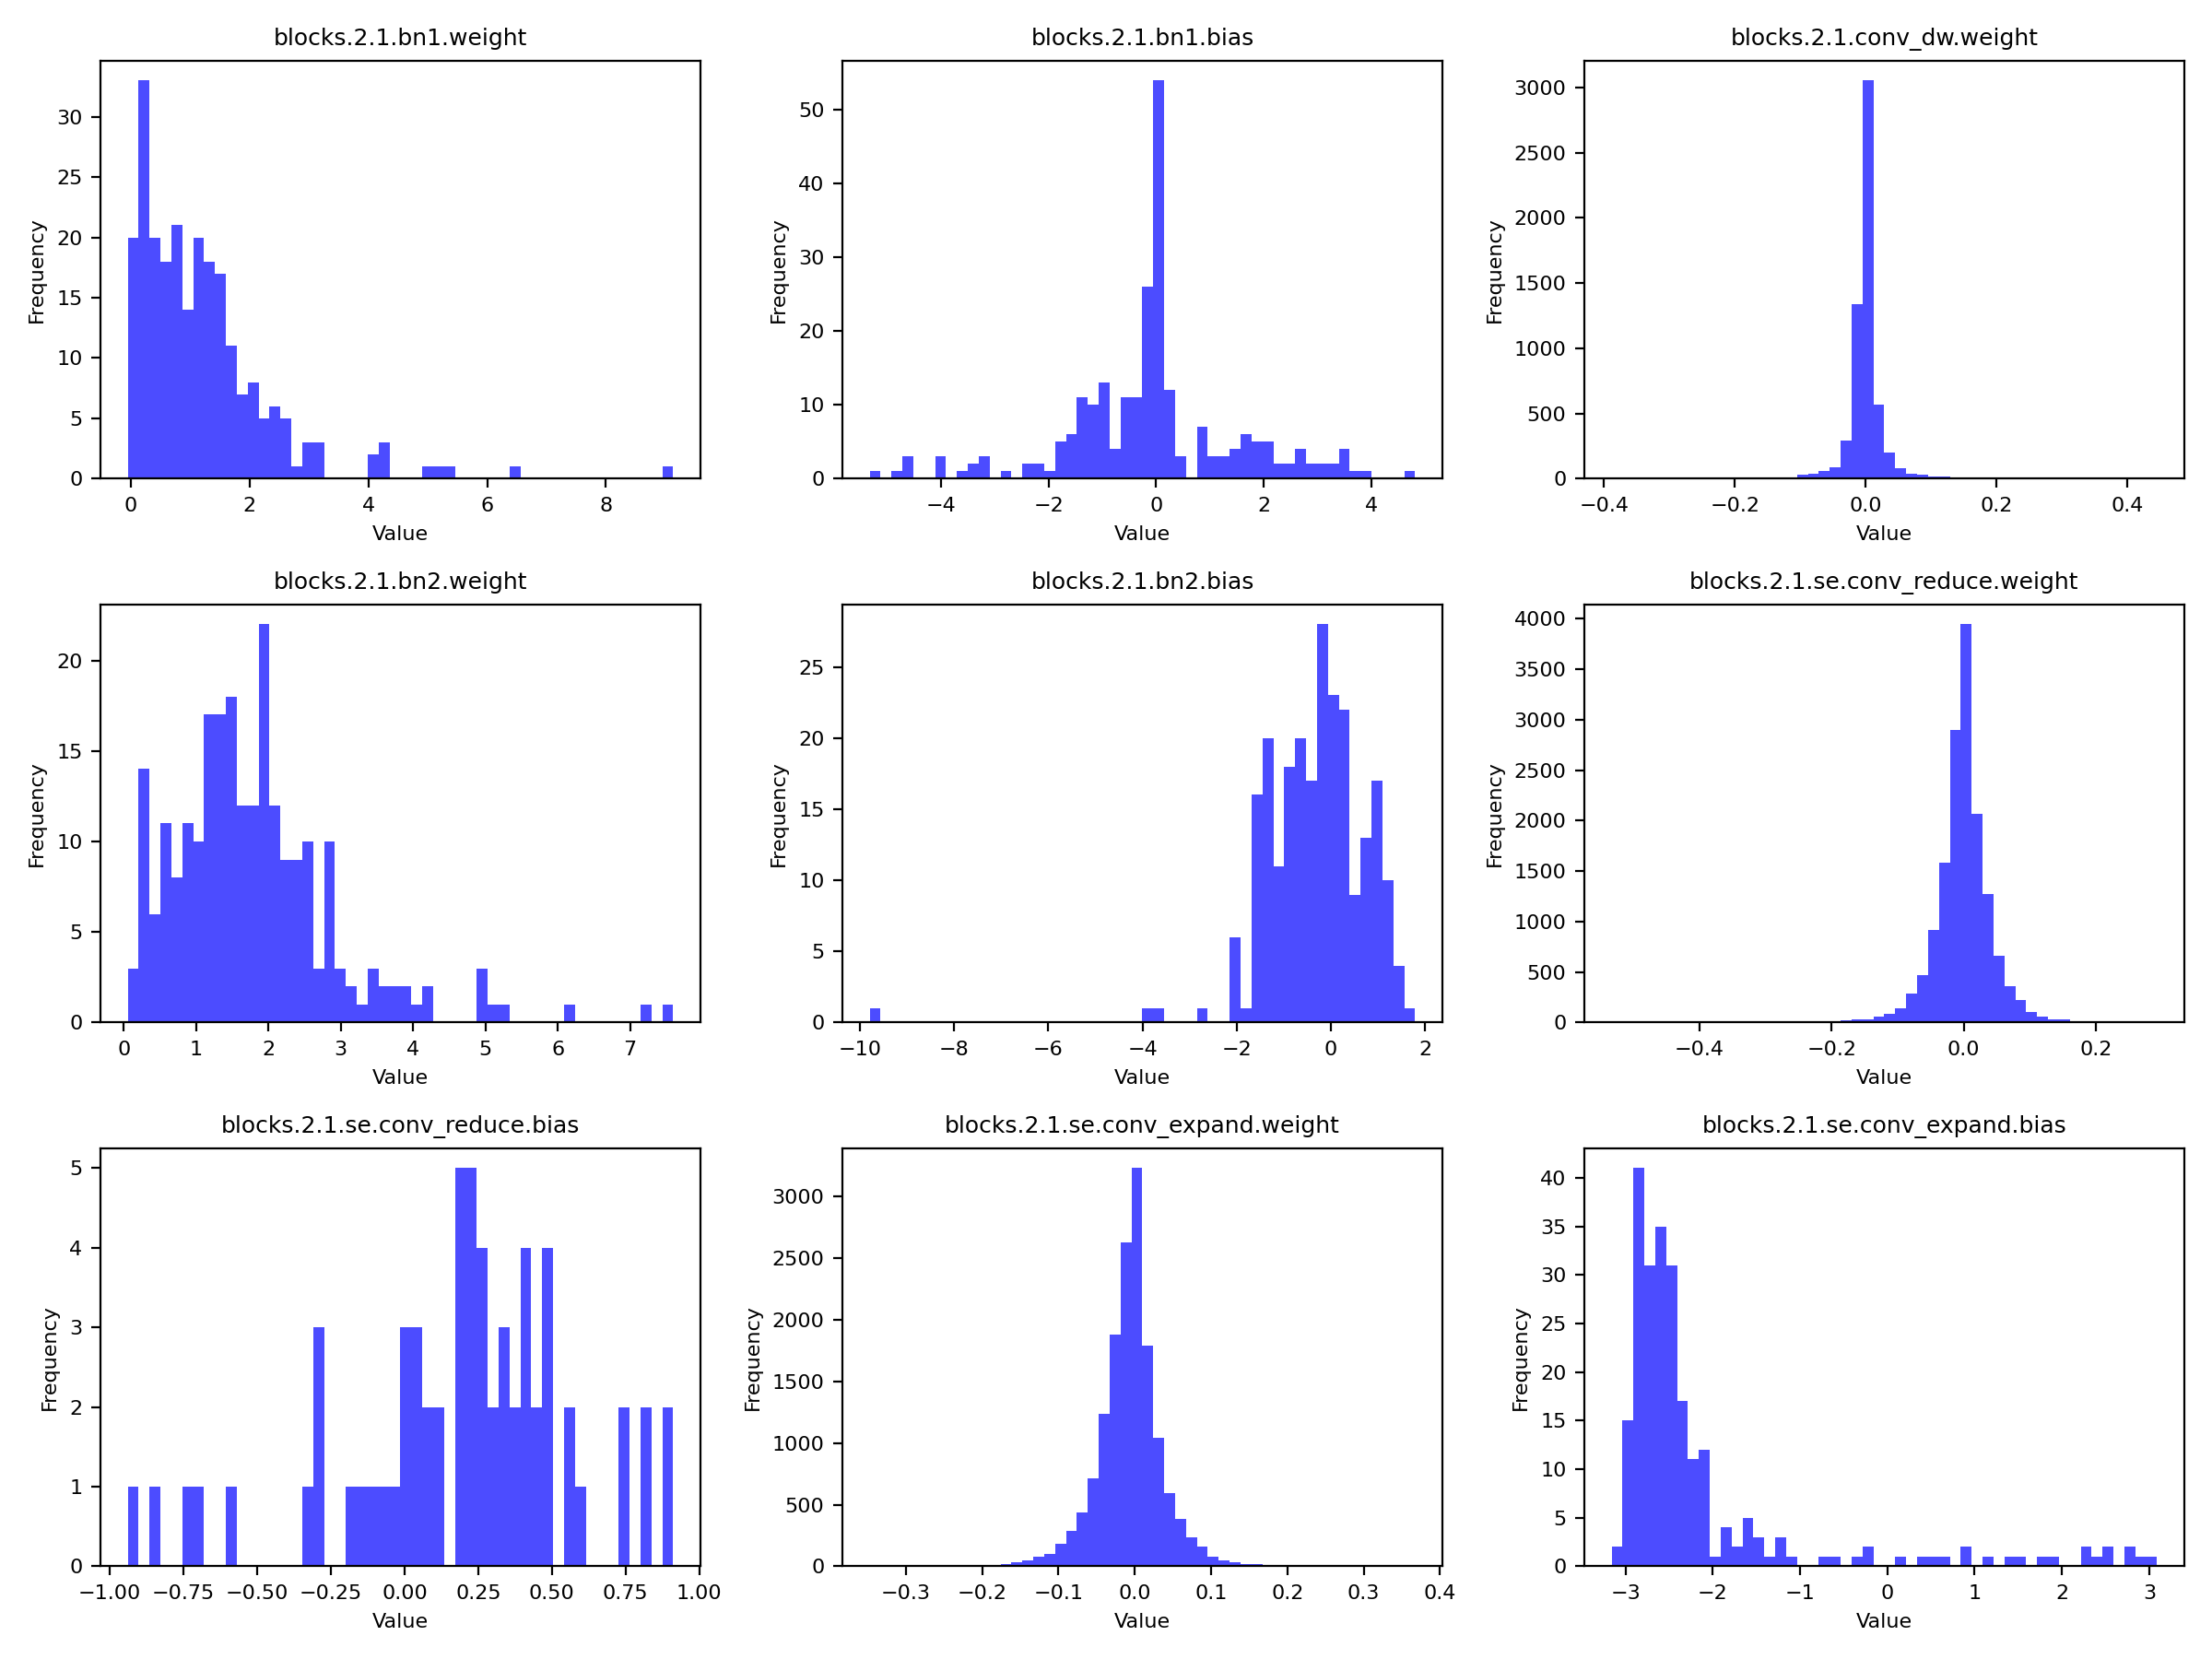 blocks.2.1.bn1.weight
Frequency
30
25
20
15
10
5
0
0 2 4 6 8
Value
blocks.2.1.bn1.bias
Frequency
50
40
30
20
10
0
−4 −2 0 2 4
Value
blocks.2.1.conv_dw.weight
Frequency
3000
2500
2000
1500
1000
500
0
−0.4 −0.2 0.0 0.2 0.4
Value
blocks.2.1.bn2.weight
Frequency
20
15
10
5
0
0 1 2 3 4 5 6 7
Value
blocks.2.1.bn2.bias
Frequency
25
20
15
10
5
0
−10 −8 −6 −4 −2 0 2
Value
blocks.2.1.se.conv_reduce.weight
Frequency
4000
3500
3000
2500
2000
1500
1000
500
0
−0.4 −0.2 0.0 0.2
Value
blocks.2.1.se.conv_reduce.bias
Frequency
5
4
3
2
1
0
−1.00 −0.75 −0.50 −0.25 0.00 0.25 0.50 0.75 1.00
Value
blocks.2.1.se.conv_expand.weight
Frequency
3000
2500
2000
1500
1000
500
0
−0.3 −0.2 −0.1 0.0 0.1 0.2 0.3 0.4
Value
blocks.2.1.se.conv_expand.bias
Frequency
40
35
30
25
20
15
10
5
0
−3 −2 −1 0 1 2 3
Value